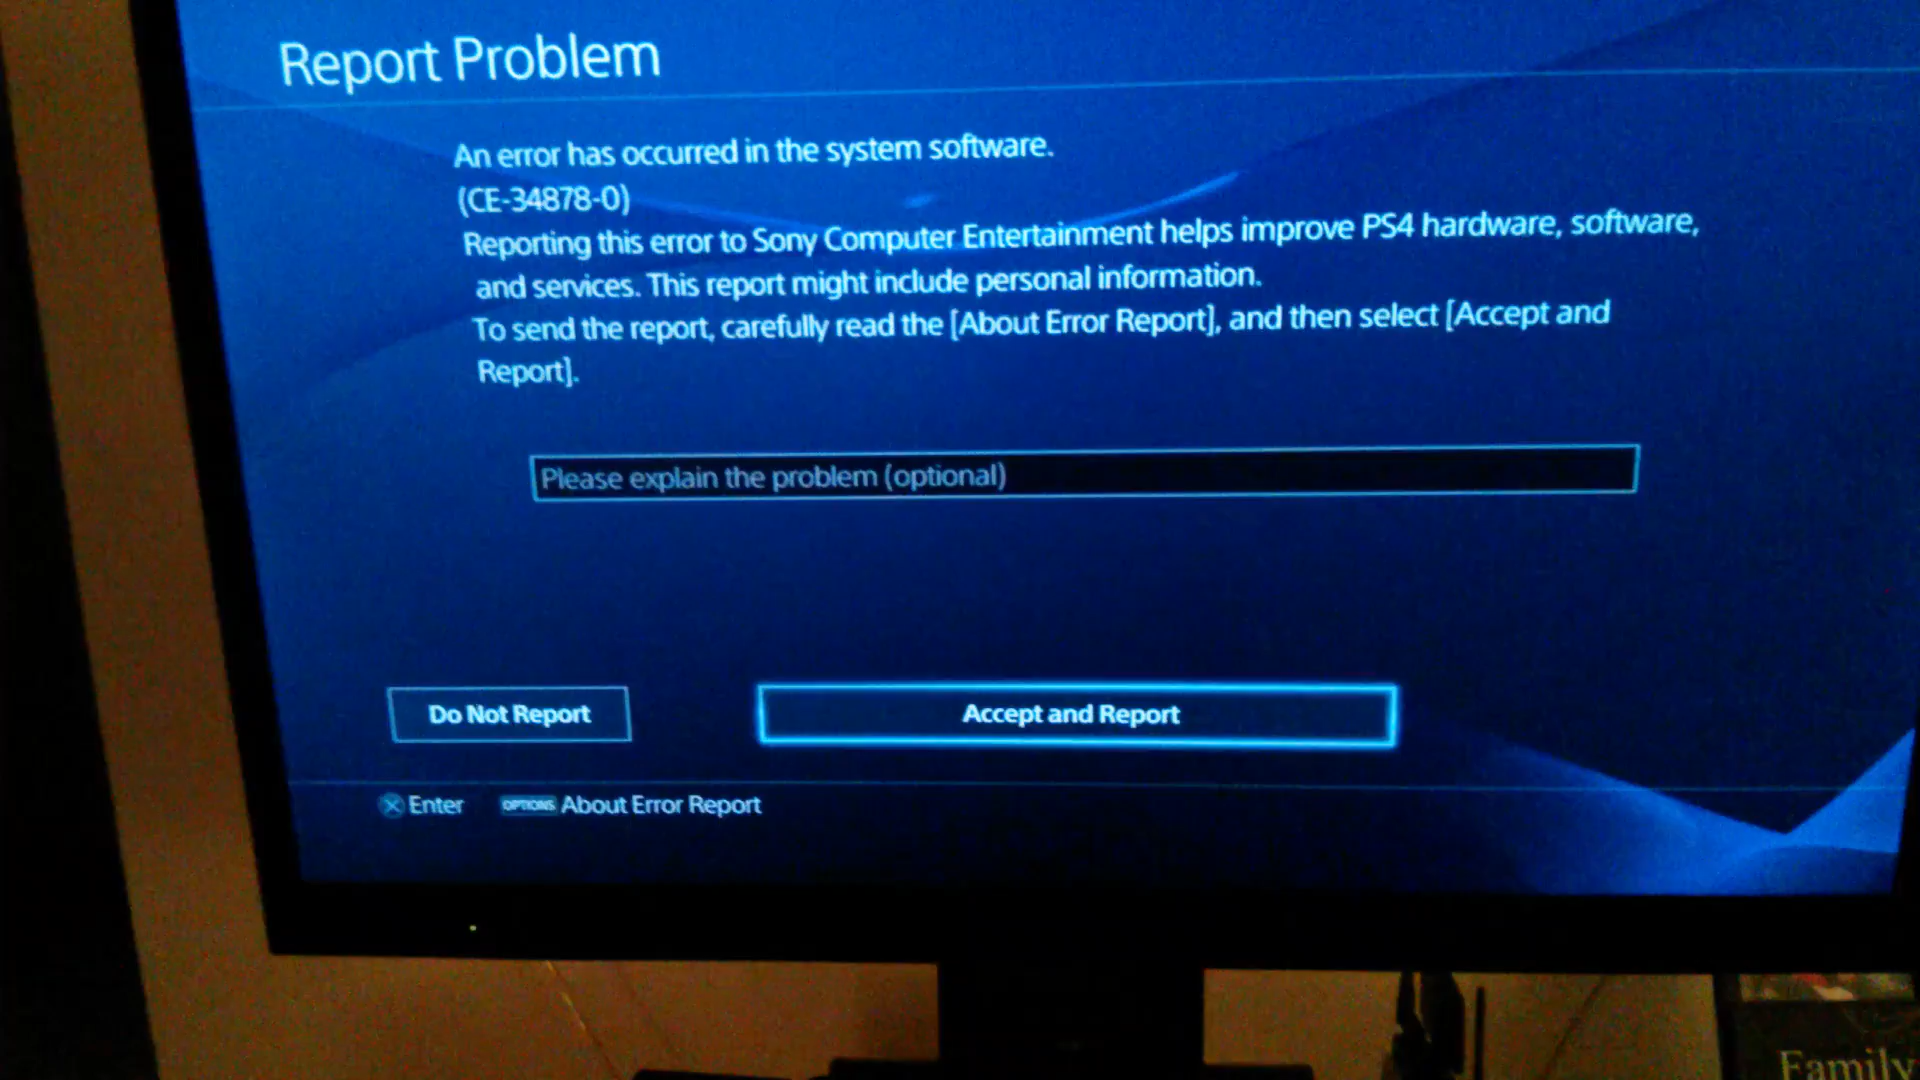 Report Problem
An error has occurred in the system software.
(CE-34878-0)
Reporting this error to Sony Computer Entertainment helps improve PS4 hardware, software,
and services. This report might include personal information.
To send the report, carefully read the [About Error Report], and then select [Accept and
Report].
Please explain the problem (optional)
Do Not Report
Accept and Report
Enter
OPTIONS About Error Report
Family